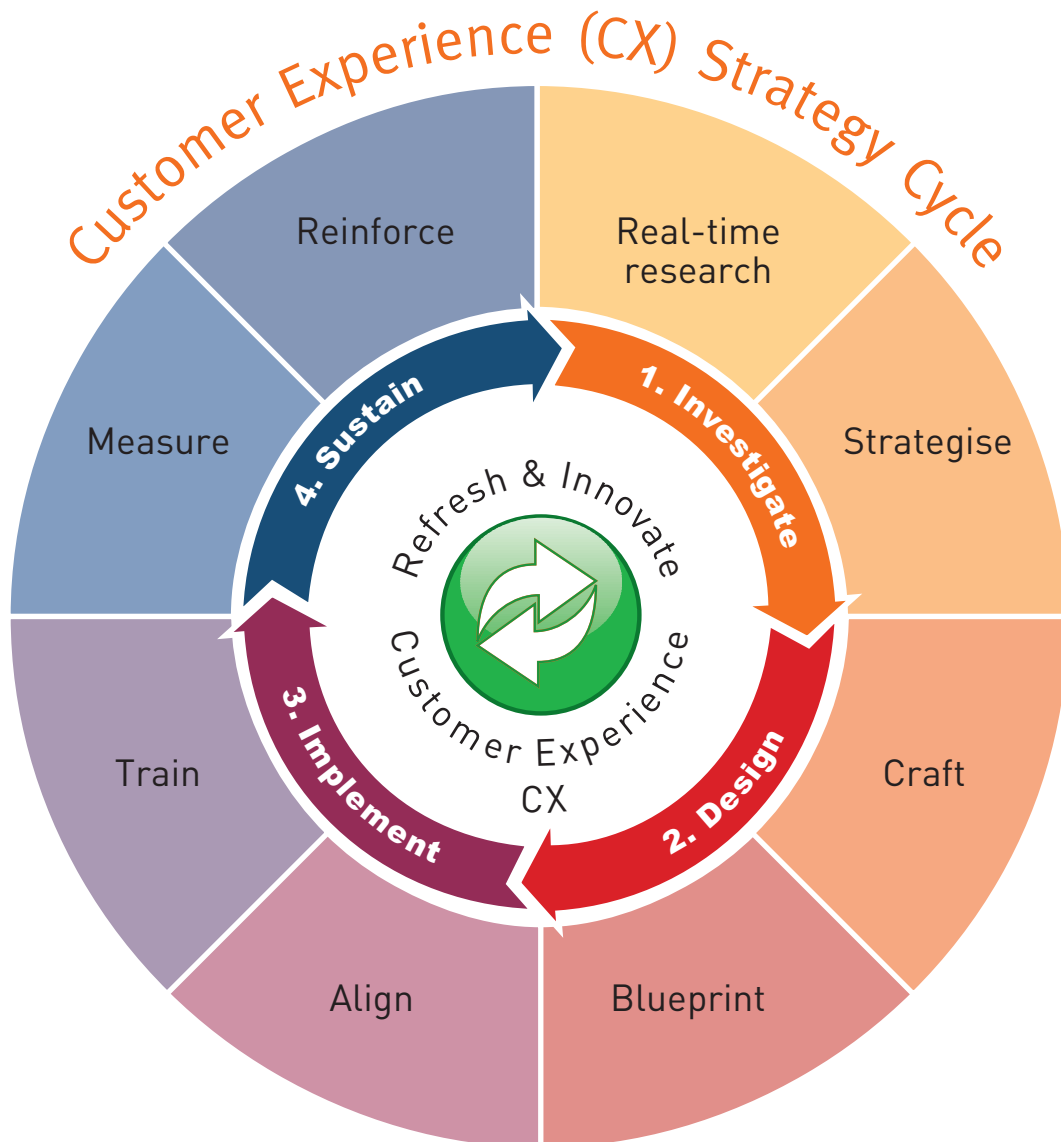 Customer Experience (CX) Strategy Cycle
Real-time
research
Strategise
Craft
Blueprint
Align
Train
Measure
Reinforce
1. Investigate
2. Design
3. Implement
4. Sustain
Refresh & Innovate
Customer Experience
CX